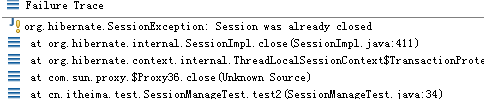 Failure Trace
org.hibernate.SessionException: Session was already closed
at org.hibernate.internal.SessionImpl.close(SessionImpl.java:411)
at org.hibernate.context.internal.ThreadLocalSessionContext$TransactionProte
at com.sun.proxy.$Proxy36.close(Unknown Source)
at cn.itheima.test.SessionManageTest.test2(SessionManageTest.java:34)